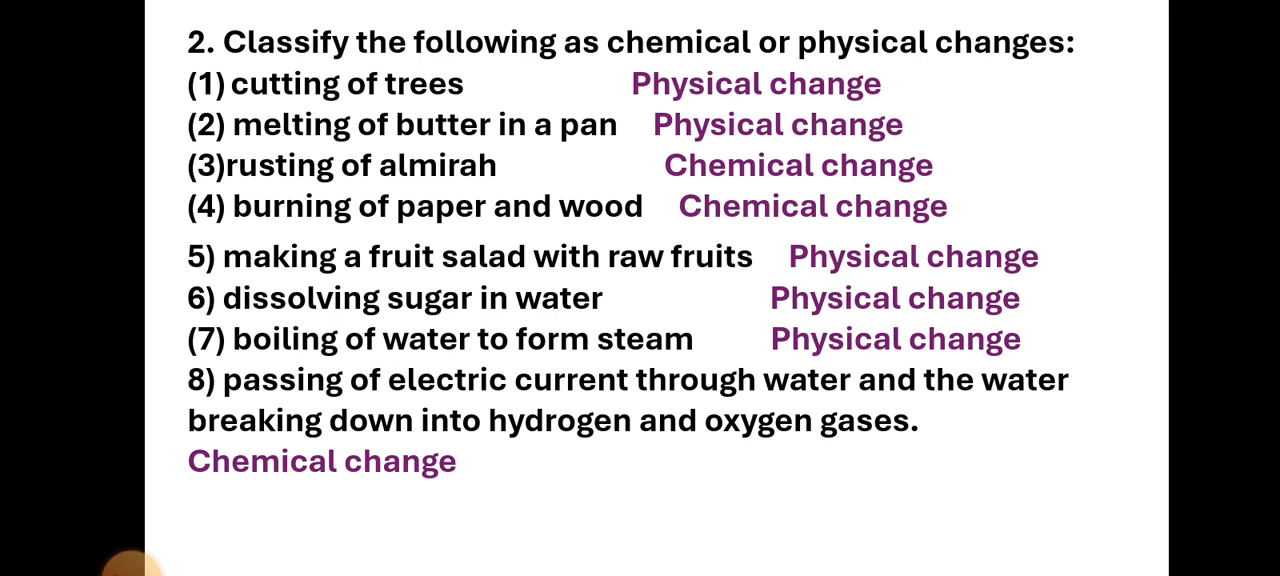 2. Classify the following as chemical or physical changes:
(1) cutting of trees Physical change
(2) melting of butter in a pan Physical change
(3)rusting of almirah Chemical change
(4) burning of paper and wood Chemical change
5) making a fruit salad with raw fruits Physical change
6) dissolving sugar in water Physical change
(7) boiling of water to form steam Physical change
8) passing of electric current through water and the water
breaking down into hydrogen and oxygen gases.
Chemical change